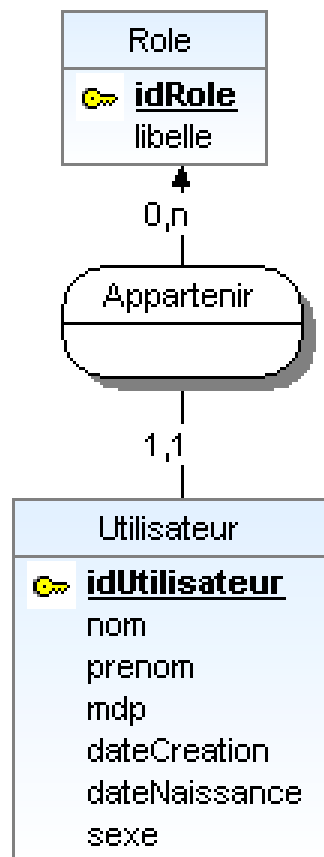 Role
idRole
libelle
0,n
Appartenir
1,1
Utilisateur
idUtilisateur
nom
prenom
mdp
dateCreation
dateNaissance
sexe